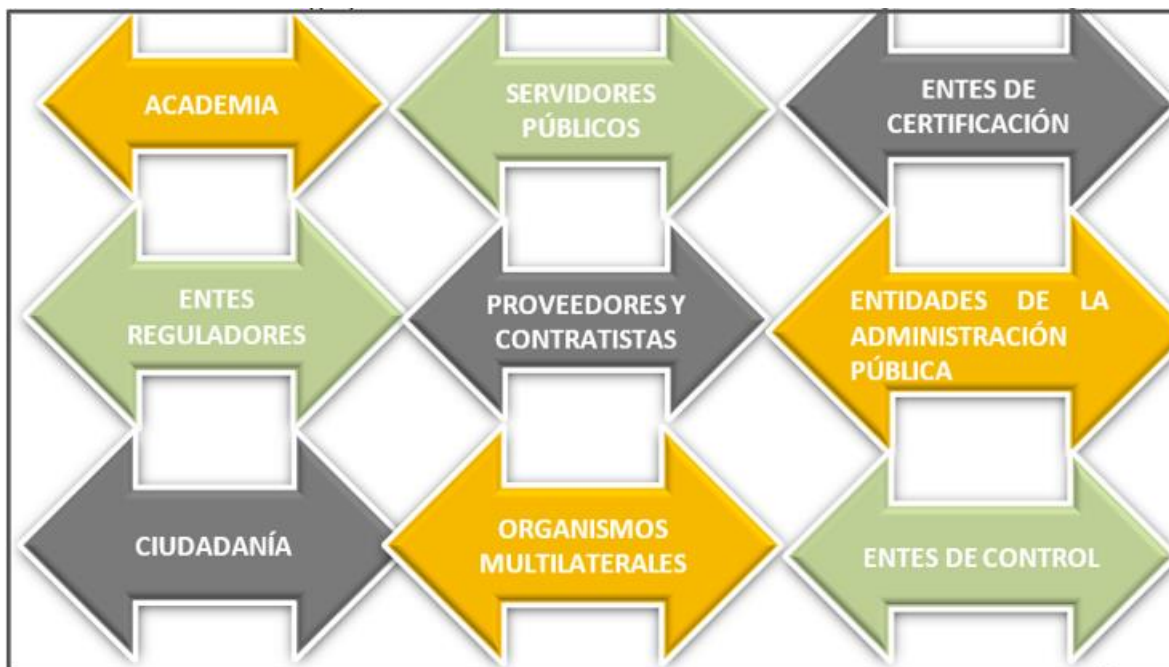 ACADEMIA
SERVIDORES
PÚBLICOS
ENTES DE
CERTIFICACIÓN
ENTES
REGULADORES
PROVEEDORES Y
CONTRATISTAS
ENTIDADES DE LA
ADMINISTRACIÓN
PÚBLICA
CIUDADANÍA
ORGANISMOS
MULTILATERALES
ENTES DE CONTROL